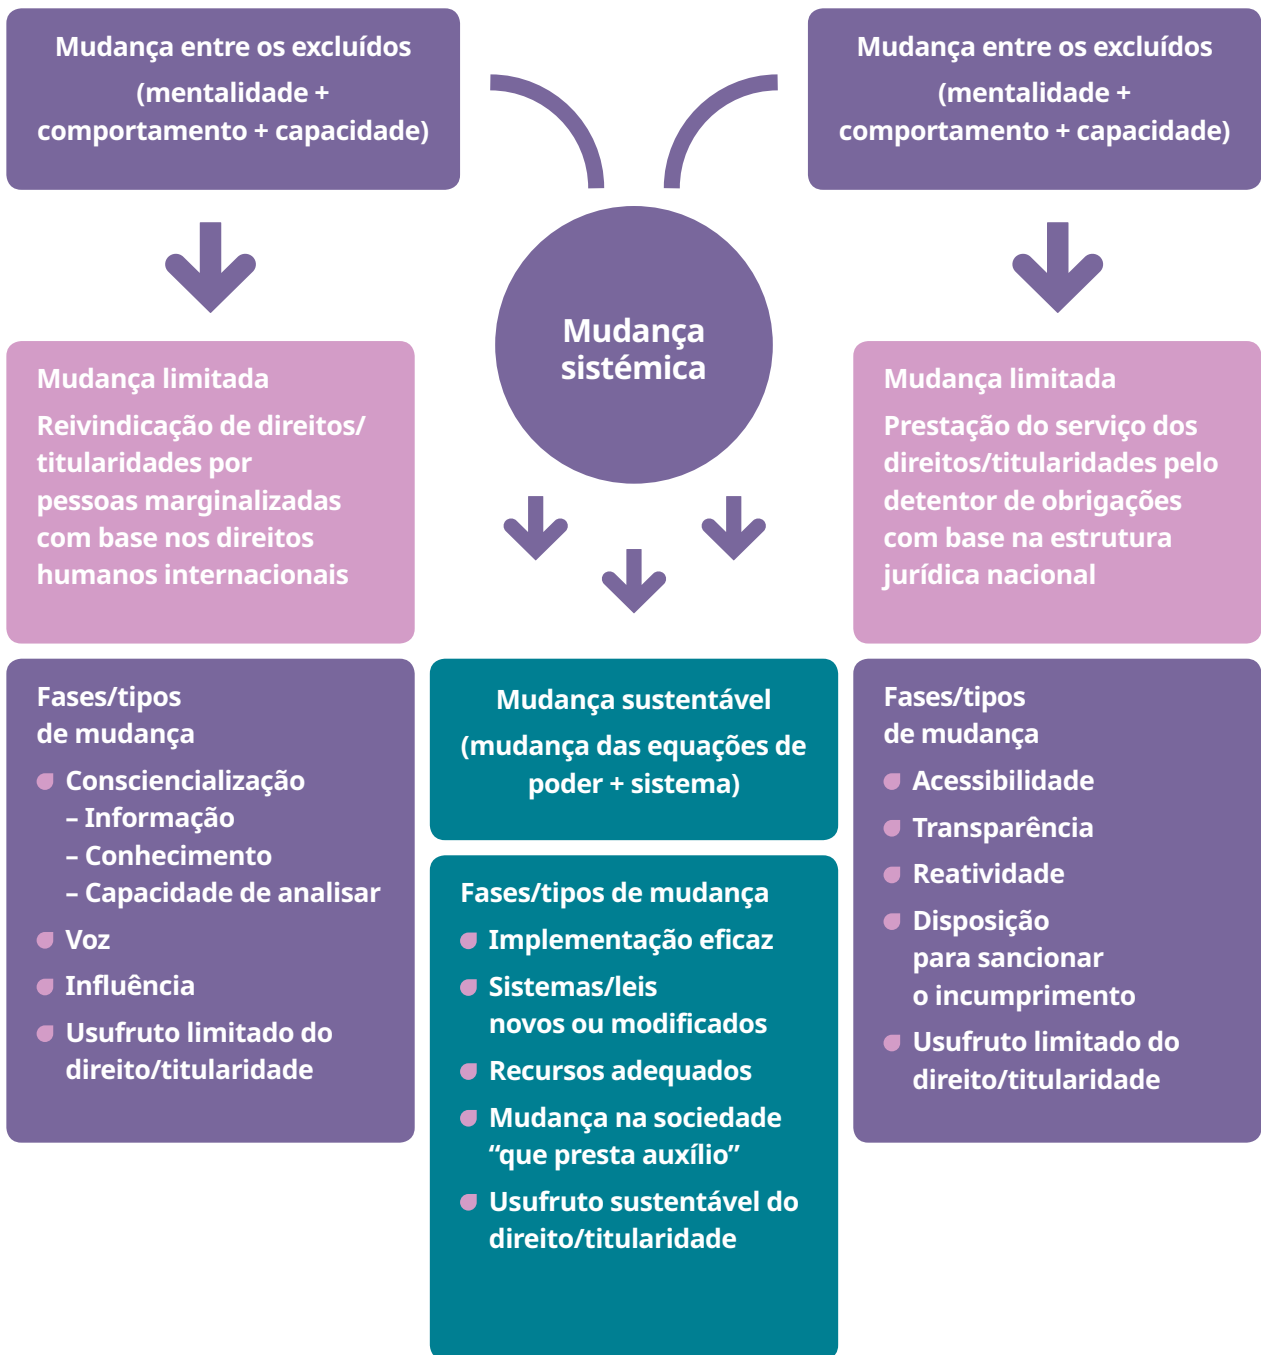 Mudança entre os excluídos
(mentalidade +
comportamento + capacidade)
Mudança entre os excluídos
(mentalidade +
comportamento + capacidade)
Mudança
sistémica
Mudança limitada
Reivindicação de direitos/
titularidades por
pessoas marginalizadas
com base nos direitos
humanos internacionais
Mudança limitada
Prestação do serviço dos
direitos/titularidades pelo
detentor de obrigações
com base na estrutura
jurídica nacional
Fases/tipos
de mudança
Consciencialização
– Informação
– Conhecimento
– Capacidade de analisar
Voz
Influência
Usufruto limitado do
direito/titularidade
Mudança sustentável
(mudança das equações de
poder + sistema)
Fases/tipos de mudança
Implementação eficaz
Sistemas/leis
novos ou modificados
Recursos adequados
Mudança na sociedade
“que presta auxílio”
Usufruto sustentável do
direito/titularidade
Fases/tipos
de mudança
Acessibilidade
Transparência
Reatividade
Disposição
para sancionar
o incumprimento
Usufruto limitado do
direito/titularidade